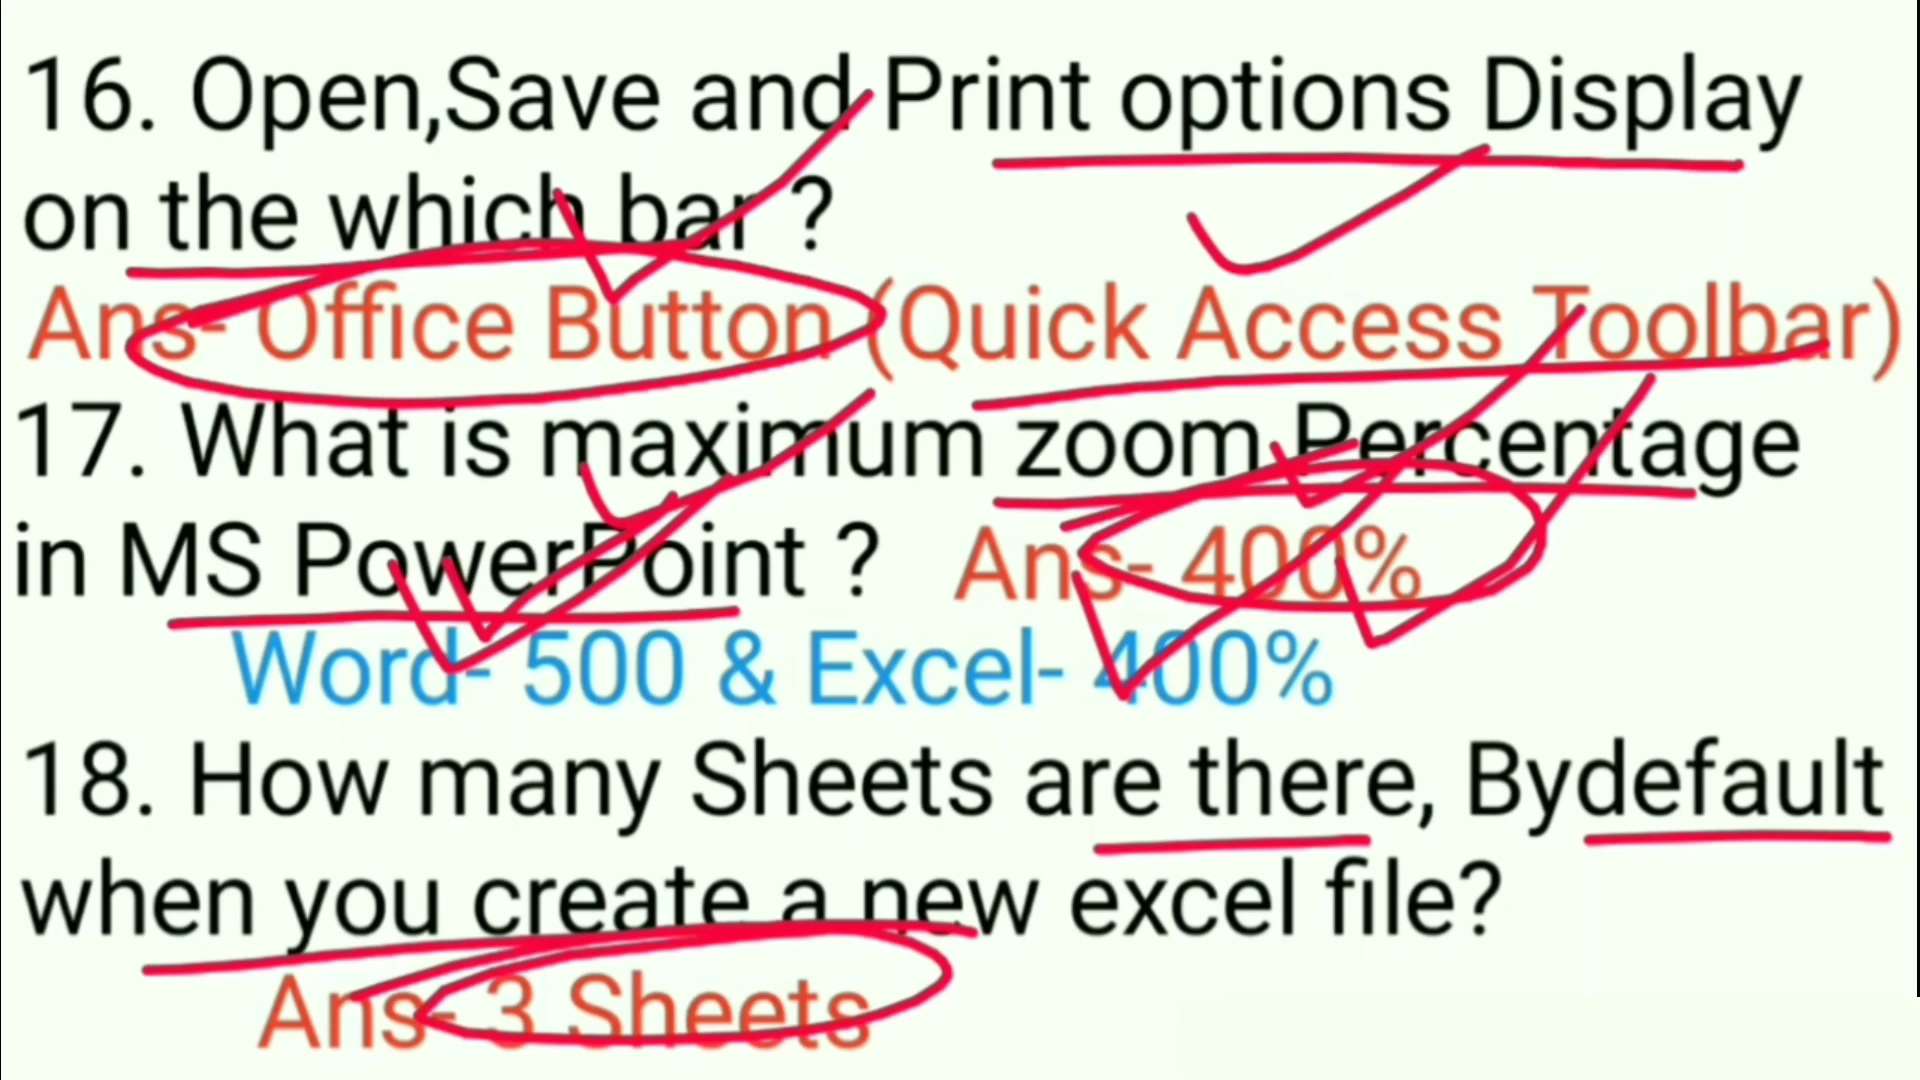 16. Open,Save and Print options Display
on the which bar ?
Ans- Office Button (Quick Access Toolbar)
17. What is maximum zoom Percentage
in MS PowerPoint ? Ans- 400%
Word- 500 & Excel- 400%
18. How many Sheets are there, Bydefault
when you create a new excel file?
Ans- 3 Sheets